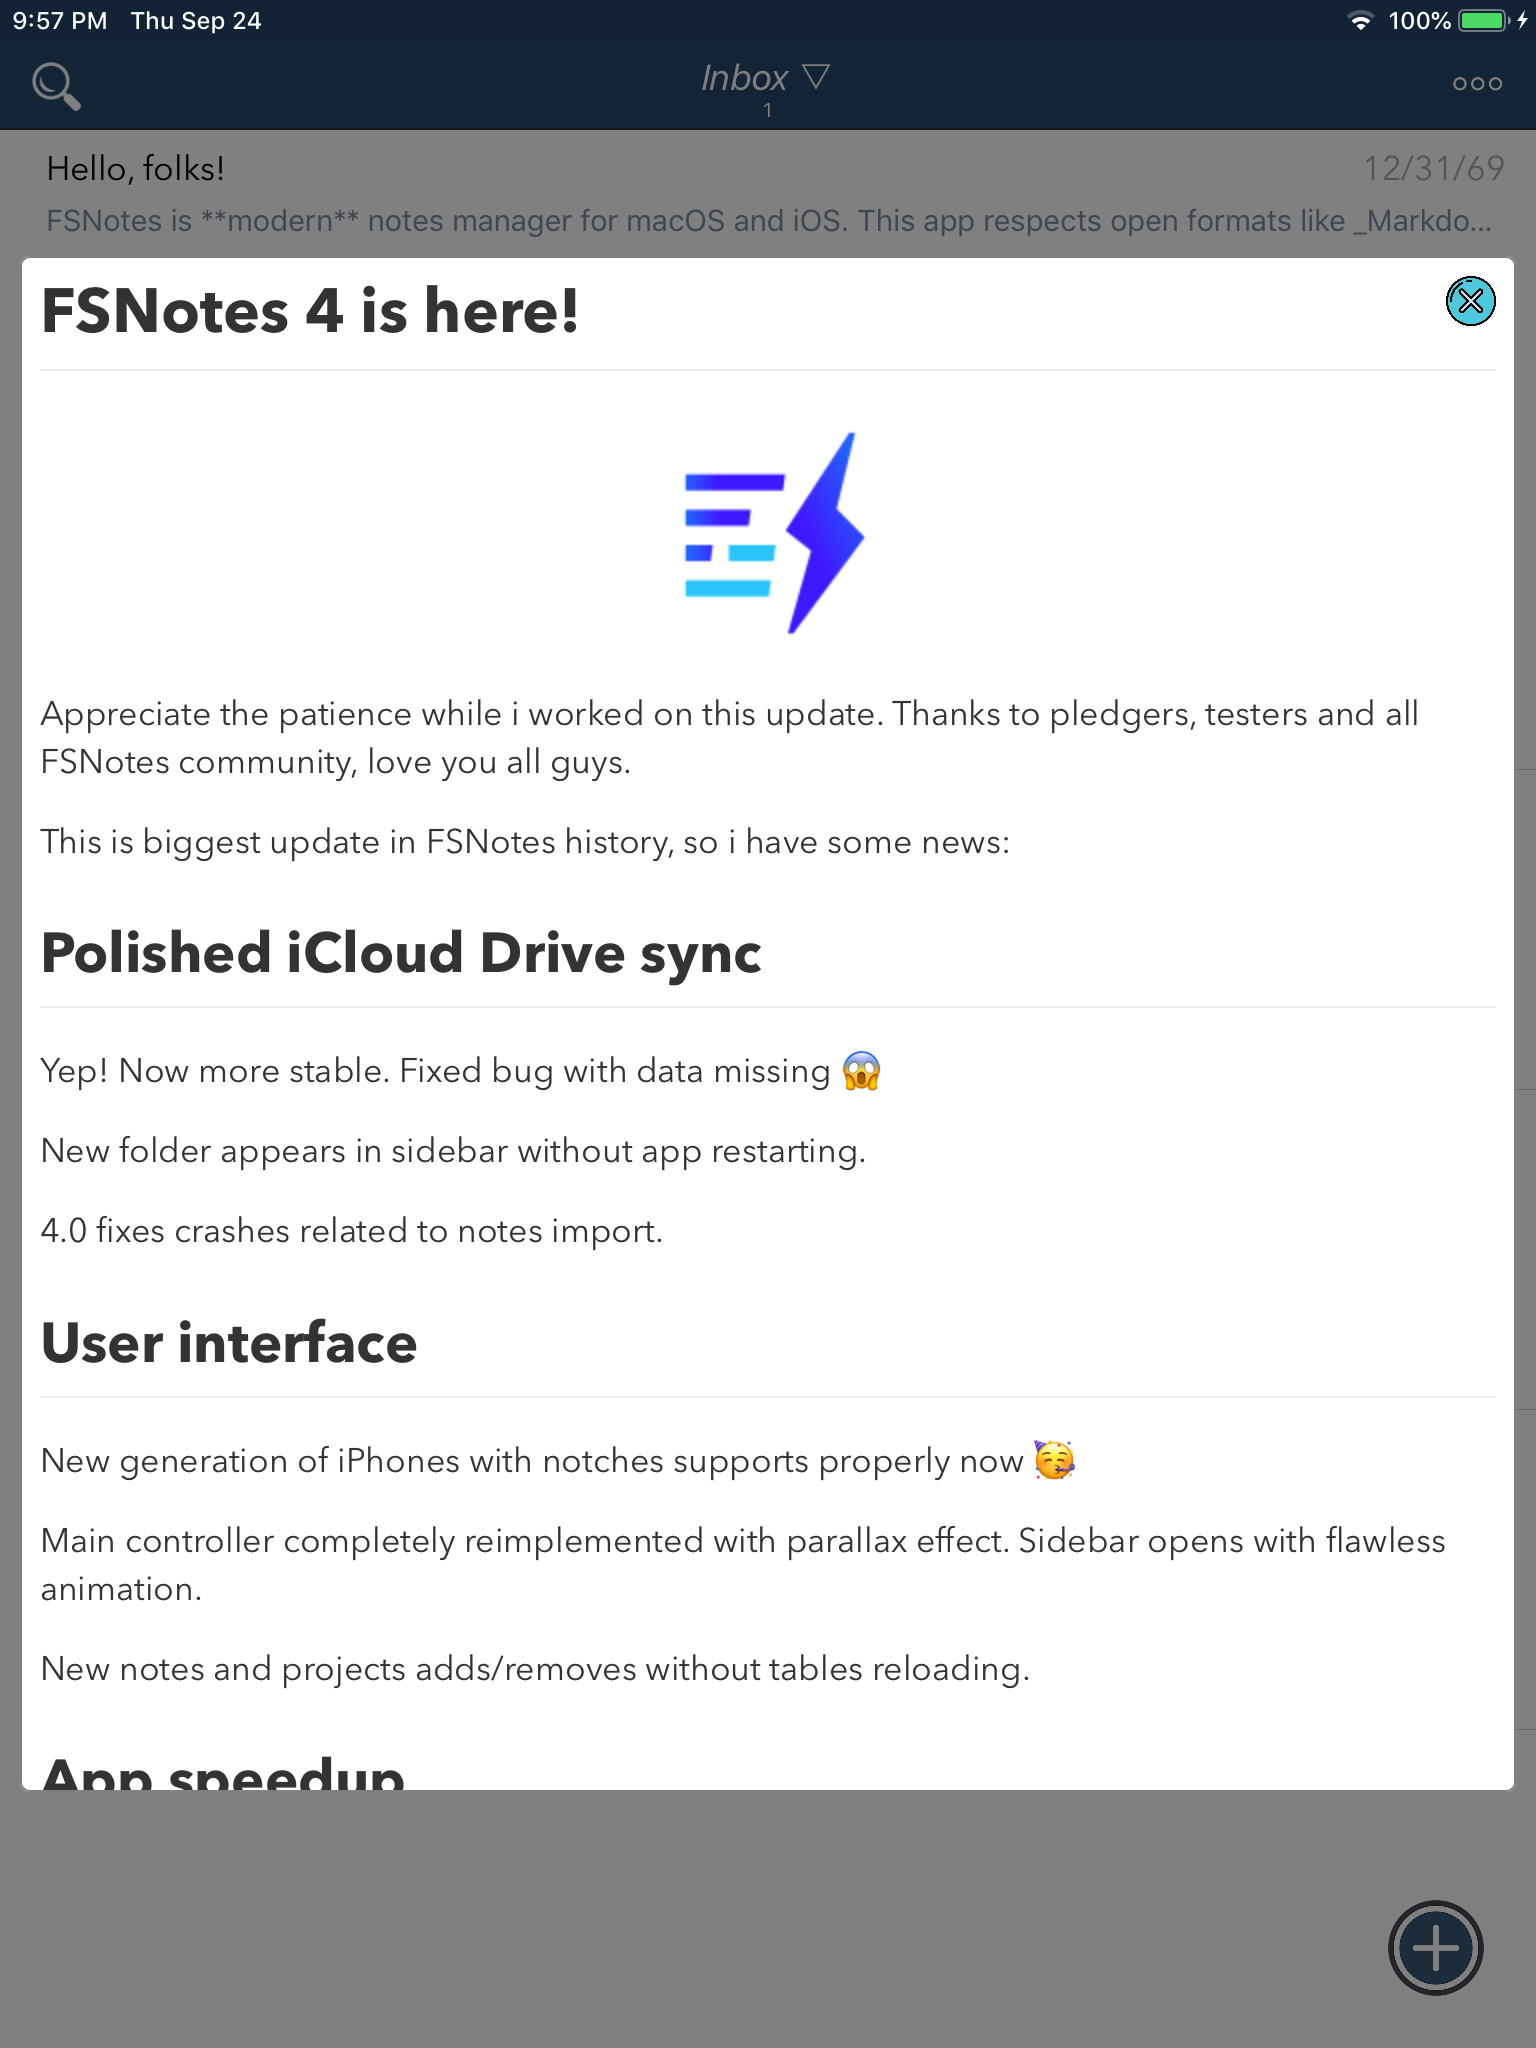 9:57 PM Thu Sep 24
100%
Inbox
1
Hello, folks!
12/31/69
FSNotes is **modern** notes manager for macOS and iOS. This app respects open formats like _Markdo...
FSNotes 4 is here!
Appreciate the patience while i worked on this update. Thanks to pledgers, testers and all
FSNotes community, love you all guys.
This is biggest update in FSNotes history, so i have some news:
Polished iCloud Drive sync
Yep! Now more stable. Fixed bug with data missing 😱
New folder appears in sidebar without app restarting.
4.0 fixes crashes related to notes import.
User interface
New generation of iPhones with notches supports properly now 🥳
Main controller completely reimplemented with parallax effect. Sidebar opens with flawless
animation.
New notes and projects adds/removes without tables reloading.
App speedup